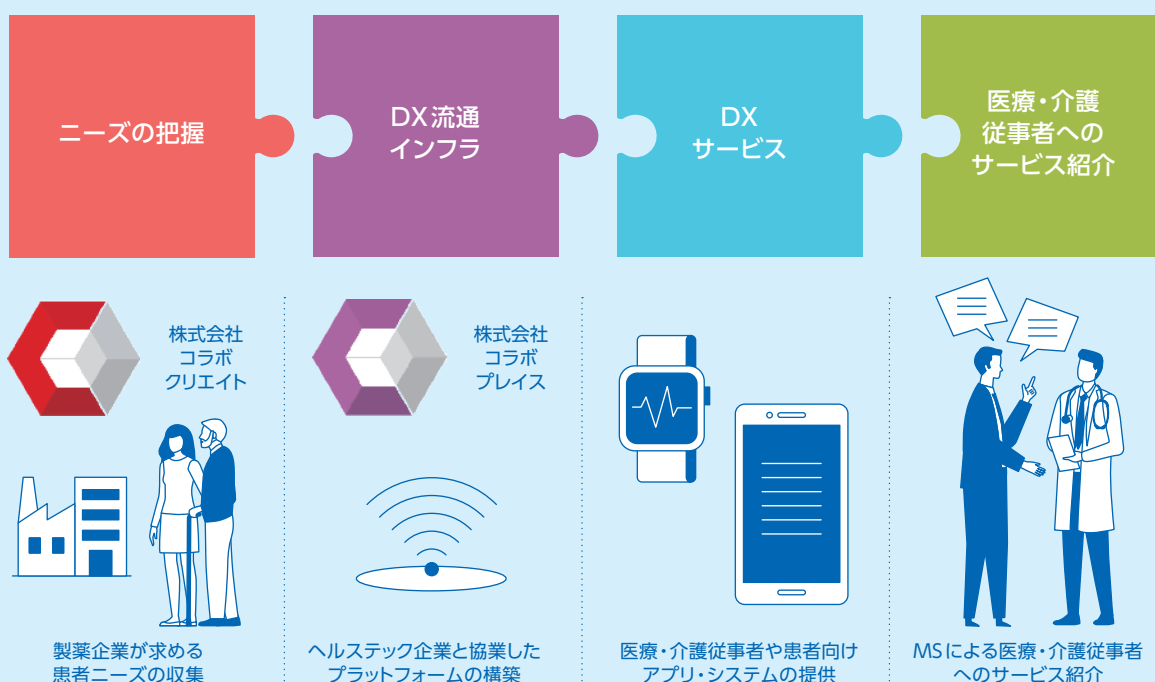 ニーズの把握
DX流通
インフラ
DX
サービス
医療・介護
従事者への
サービス紹介
株式会社
コラボ
クリエイト
株式会社
コラボ
プレイス
製薬企業が求める
患者ニーズの収集
ヘルステック企業と協業した
プラットフォームの構築
医療・介護従事者や患者向け
アプリ・システムの提供
MSによる医療・介護従事者
へのサービス紹介